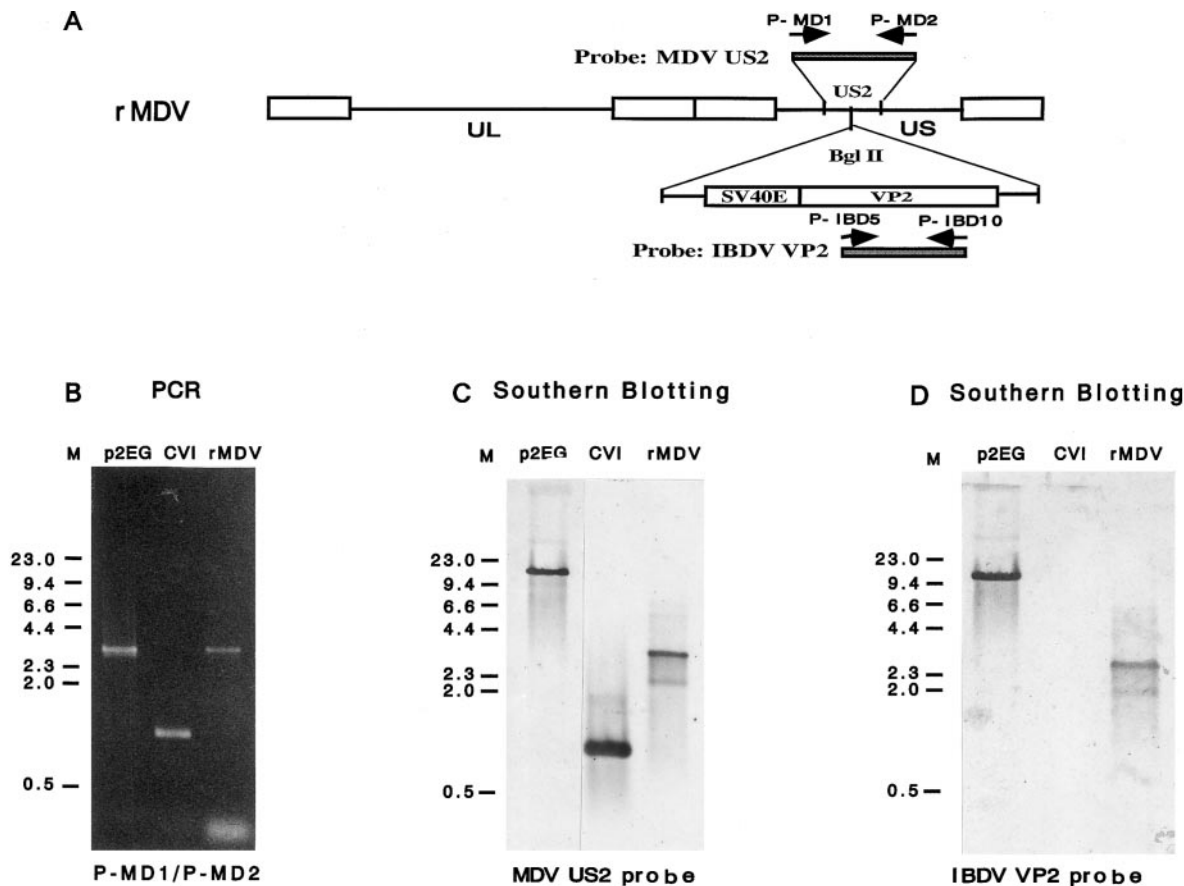 A
P- MD1 P- MD2
Probe: MDV US2
US2
r MDV
UL
US
Bgl II
SV40E VP2
P- IBD5 P- IBD10
Probe: IBDV VP2
B PCR
M p2EG CVI rMDV
23.0
9.4
6.6
4.4
2.3
2.0
0.5
P-MD1/P-MD2
C Southern Blotting
M p2EG CVI rMDV
23.0
9.4
6.6
4.4
2.3
2.0
0.5
MDV US2 probe
D Southern Blotting
M p2EG CVI rMDV
23.0
9.4
6.6
4.4
2.3
2.0
0.5
IBDV VP2 probe